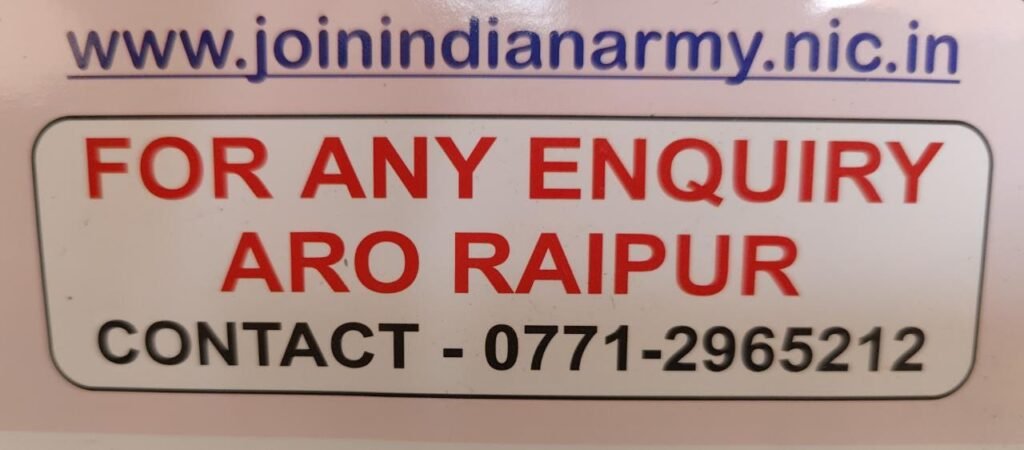 www.joinindianarmy.nic.in
FOR ANY ENQUIRY
ARO RAIPUR
CONTACT - 0771-2965212